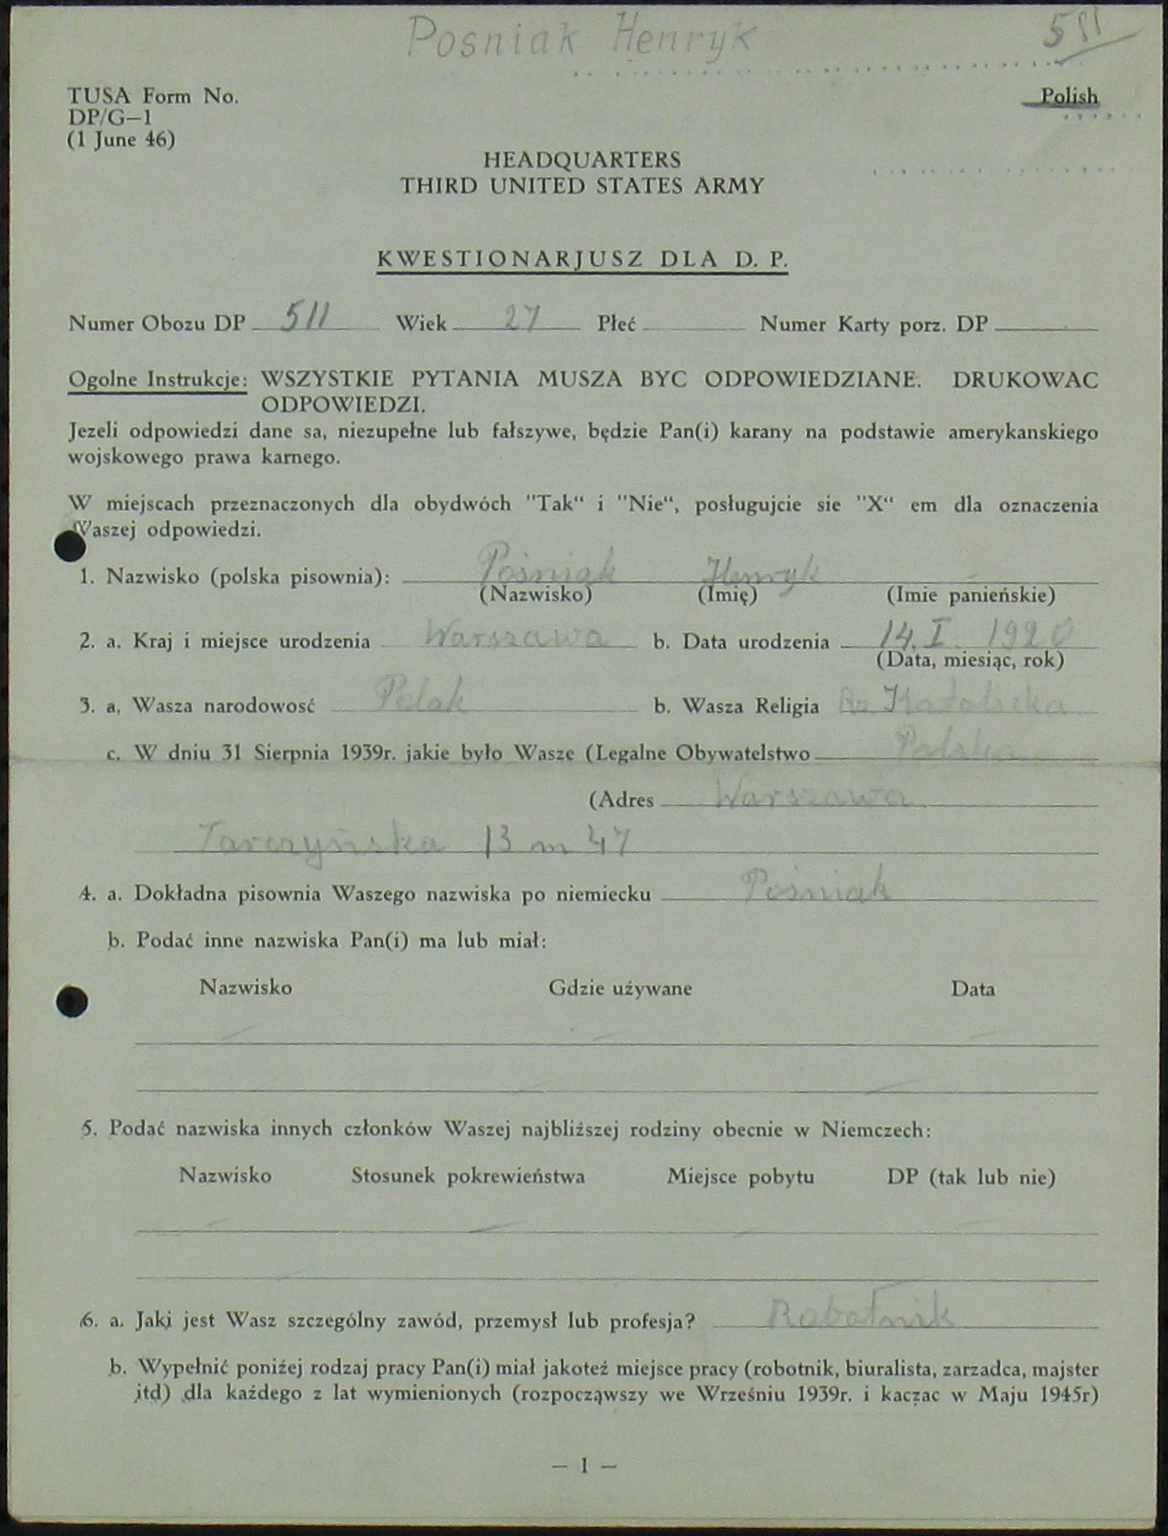 Posniak Henryk 511
TUSA Form No. Polish
DP/G—1
(1 June 46)
HEADQUARTERS
THIRD UNITED STATES ARMY
KWESTIONARJUSZ DLA D. P.
Numer Obozu DP 511 Wiek 27 Płeć Numer Karty porz. DP
Ogolne Instrukcje: WSZYSTKIE PYTANIA MUSZA BYC ODPOWIEDZIANE. DRUKOWAC
ODPOWIEDZI.
Jezeli odpowiedzi dane sa, niezupełne lub fałszywe, będzie Pan(i) karany na podstawie amerykanskiego
wojskowego prawa karnego.
W miejscach przeznaczonych dla obydwóch "Tak“ i "Nie“, posługujcie sie "X“ em dla oznaczenia
Waszej odpowiedzi.
1. Nazwisko (polska pisownia): Pośniak Henryk
(Nazwisko) (Imię) (Imie panieńskie)
2. a. Kraj i miejsce urodzenia Warszawa b. Data urodzenia 14. I. 1920
(Data, miesiąc, rok)
3. a. Wasza narodowosć Polak b. Wasza Religia Rz. Katolicka
c. W dniu 31 Sierpnia 1939r. jakie było Wasze (Legalne Obywatelstwo Polska
(Adres Warszawa
Tarczyńska 13 m 47
4. a. Dokładna pisownia Waszego nazwiska po niemiecku Pośniak
b. Podać inne nazwiska Pan(i) ma lub miał:
Nazwisko Gdzie używane Data
5. Podać nazwiska innych członków Waszej najbliższej rodziny obecnie w Niemczech:
Nazwisko Stosunek pokrewieństwa Miejsce pobytu DP (tak lub nie)
6. a. Jaki jest Wasz szczególny zawód, przemysł lub profesja? Robotnik
b. Wypełnić poniżej rodzaj pracy Pan(i) miał jakoteż miejsce pracy (robotnik, biuralista, zarzadca, majster
itd) dla każdego z lat wymienionych (rozpocząwszy we Wrześniu 1939r. i kaczac w Maju 1945r)
— 1 —